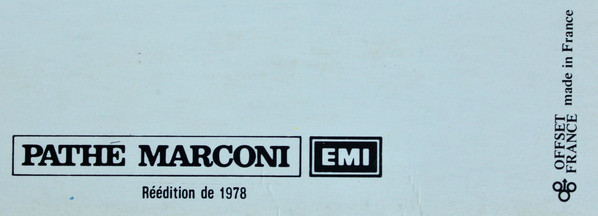 PATHÉ MARCONI EMI
Réédition de 1978
OFFSET
FRANCE made in France